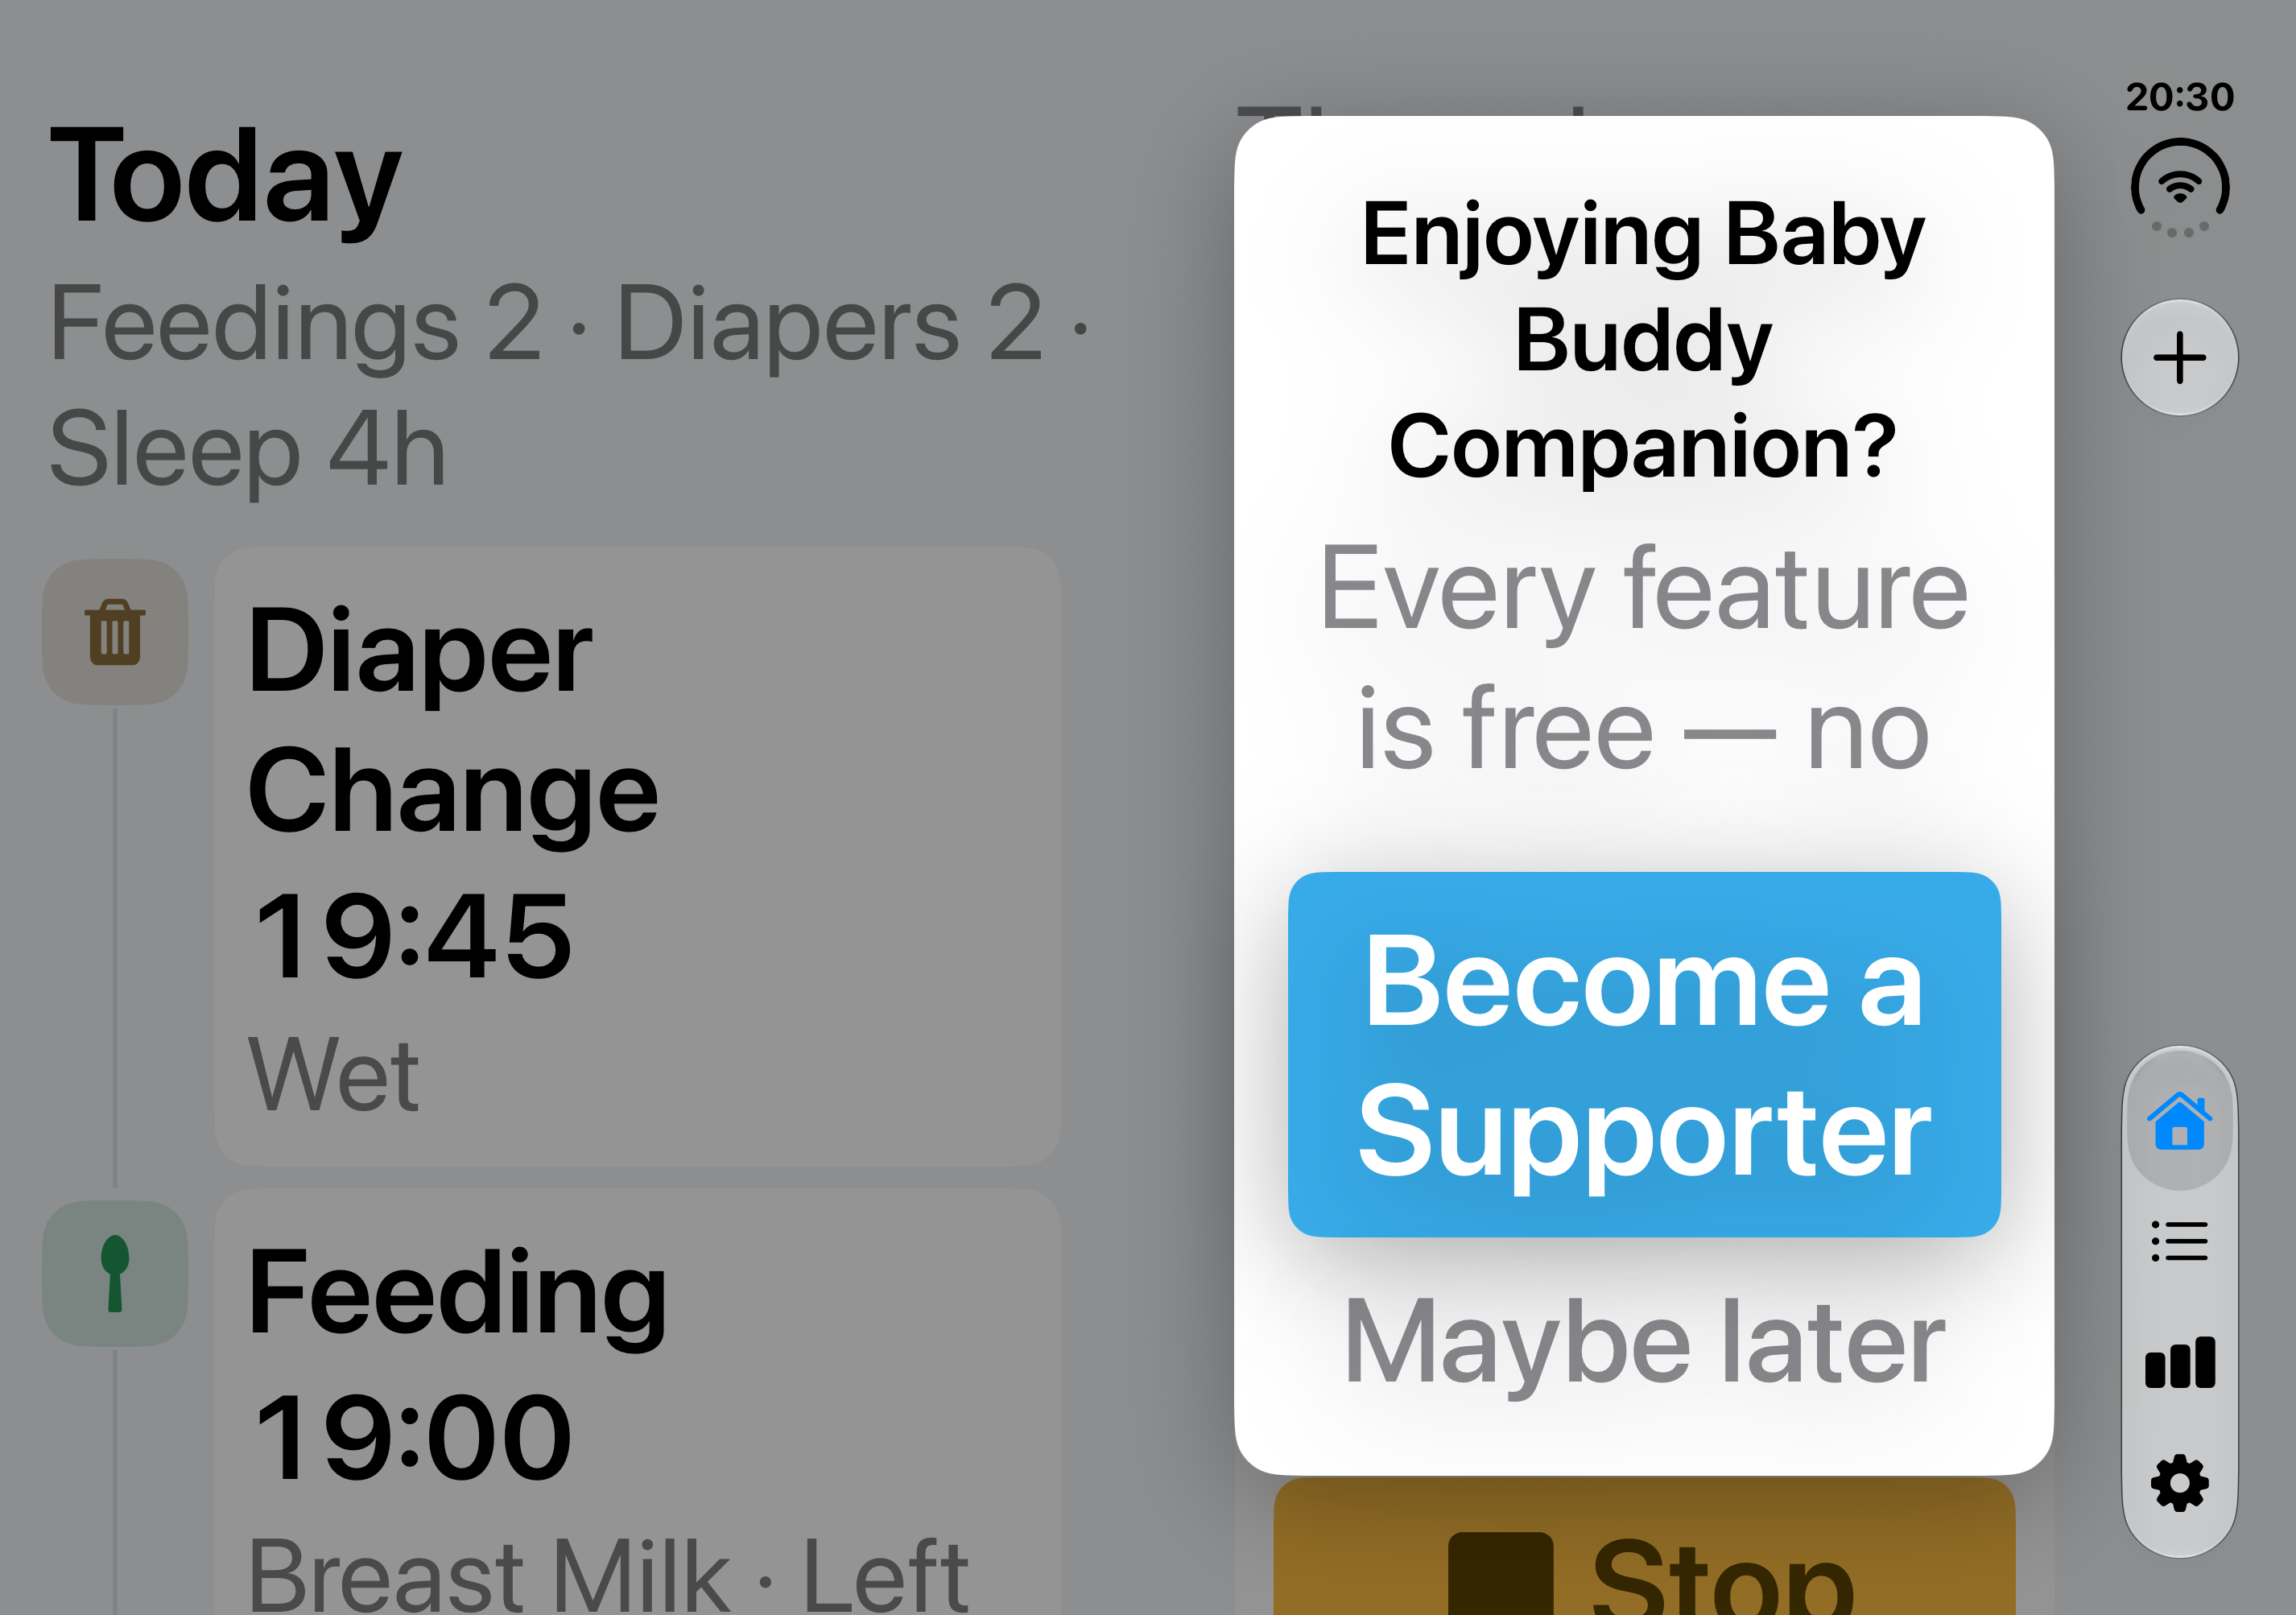 Today
Feedings 2 · Diapers 2 ·
Sleep 4h
Diaper
Change
19:45
Wet
Feeding
19:00
Breast Milk · Left
Enjoying Baby
Buddy
Companion?
Every feature
is free — no
Become a
Supporter
Maybe later
Stop
20:30